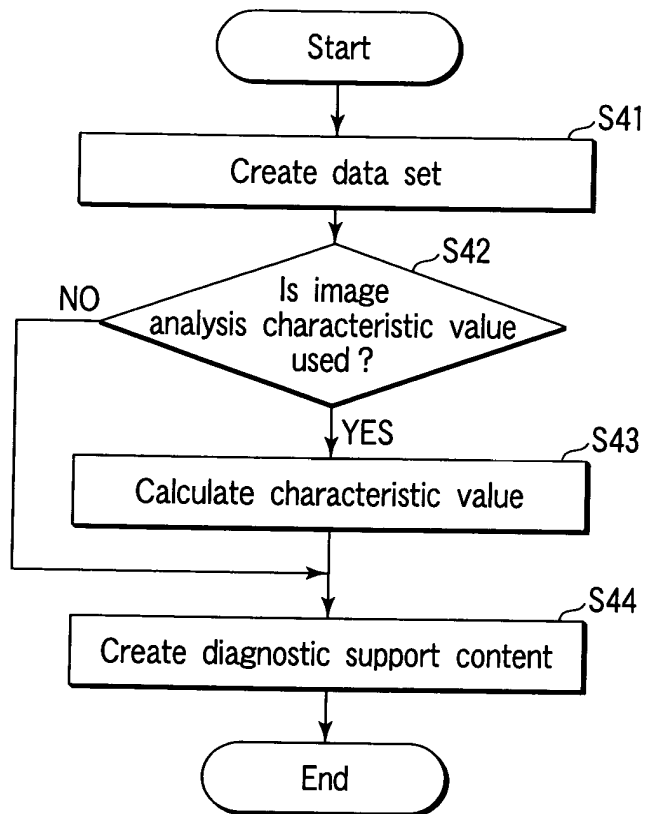 Start
S41
Create data set
S42
NO
Is image
analysis characteristic value
used ?
YES
S43
Calculate characteristic value
S44
Create diagnostic support content
End